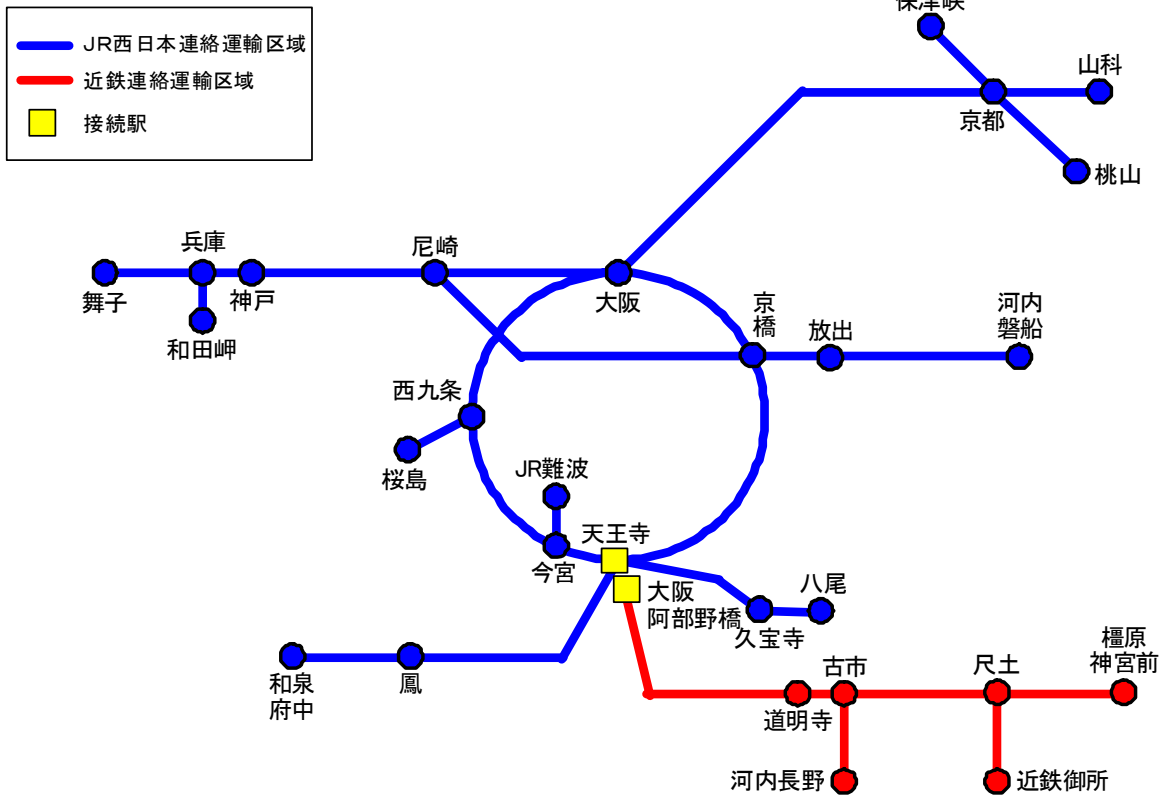 保津峡
JR西日本連絡運輸区域
近鉄連絡運輸区域
接続駅
山科
京都
桃山
兵庫
尼崎
舞子
神戸
大阪
和田岬
京
橋
放出
河内
磐船
西九条
桜島
JR難波
天王寺
今宮
大阪
阿部野橋
八尾
久宝寺
和泉
府中
鳳
古市
尺土
橿原
神宮前
道明寺
河内長野
近鉄御所